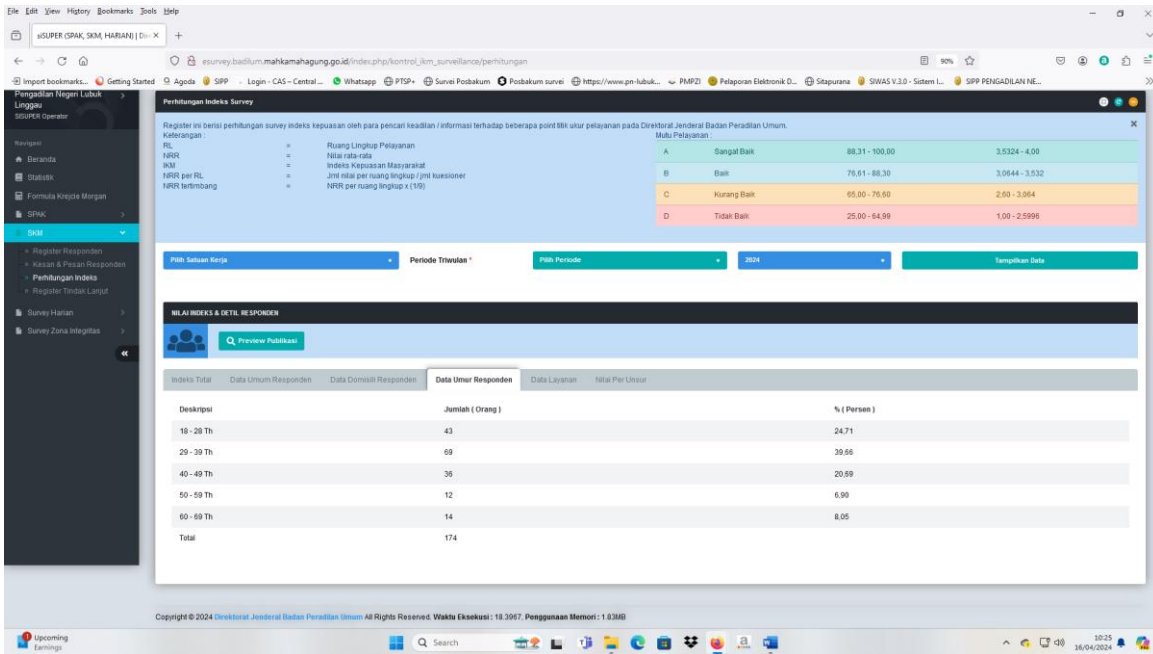 File Edit View History Bookmarks Tools Help
siSUPER (SPAK, SKM, HARIAN) | Dir
esurvey.badilum.mahkamahagung.go.id/index.php/kontrol_ikm_surveillance/perhitungan
90%
Import bookmarks... Getting Started Agoda SIPP Login - CAS – Central ... Whatsapp PTSP+ Survei Posbakum Posbakum survei https://www.pn-lubuk... PMPZI Pelaporan Elektronik D... Sitapurana SIWAS V.3.0 - Sistem I... SIPP PENGADILAN NE...
Pengadilan Negeri Lubuk Linggau
SISUPER Operator
Navigasi
Beranda
Statistik
Formula Krejcie Morgan
SPAK
SKM
Register Responden
Kesan & Pesan Responden
Perhitungan Indeks
Register Tindak Lanjut
Survey Harian
Survey Zona Integritas
Perhitungan Indeks Survey
Register ini berisi perhitungan survey indeks kepuasan oleh para pencari keadilan / informasi terhadap beberapa point titik ukur pelayanan pada Direktorat Jenderal Badan Peradilan Umum.
Keterangan :
RL = Ruang Lingkup Pelayanan
NRR = Nilai rata-rata
IKM = Indeks Kepuasan Masyarakat
NRR per RL = Jml nilai per ruang lingkup / jml kuesioner
NRR tertimbang = NRR per ruang lingkup x (1/9)
Mutu Pelayanan :
A Sangat Baik 88,31 - 100,00 3,5324 - 4,00
B Baik 76,61 - 88,30 3,0644 - 3,532
C Kurang Baik 65,00 - 76,60 2,60 - 3,064
D Tidak Baik 25,00 - 64,99 1,00 - 2,5996
Pilih Satuan Kerja Periode Triwulan * Pilih Periode 2024 Tampilkan Data
NILAI INDEKS & DETIL RESPONDEN
Preview Publikasi
Indeks Total Data Umum Responden Data Domisili Responden Data Umur Responden Data Layanan Nilai Per Unsur
Deskripsi Jumlah ( Orang ) % ( Persen )
18 - 28 Th 43 24,71
29 - 39 Th 69 39,66
40 - 49 Th 36 20,69
50 - 59 Th 12 6,90
60 - 69 Th 14 8,05
Total 174
Copyright © 2024 Direktorat Jenderal Badan Peradilan Umum All Rights Reserved. Waktu Eksekusi : 18.3967, Penggunaan Memori : 1.83MB
1 Upcoming
Earnings
Search
10:25
16/04/2024